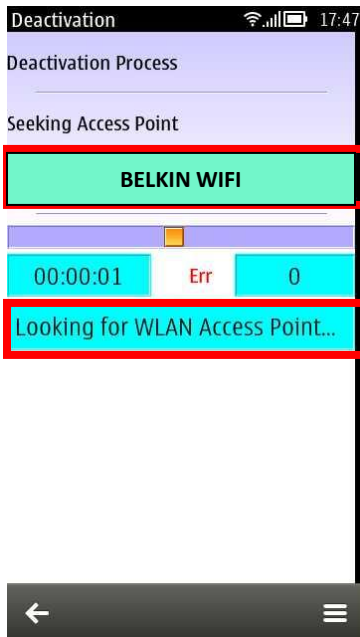 Deactivation 17:47
Deactivation Process
Seeking Access Point
BELKIN WIFI
00:00:01 Err 0
Looking for WLAN Access Point...